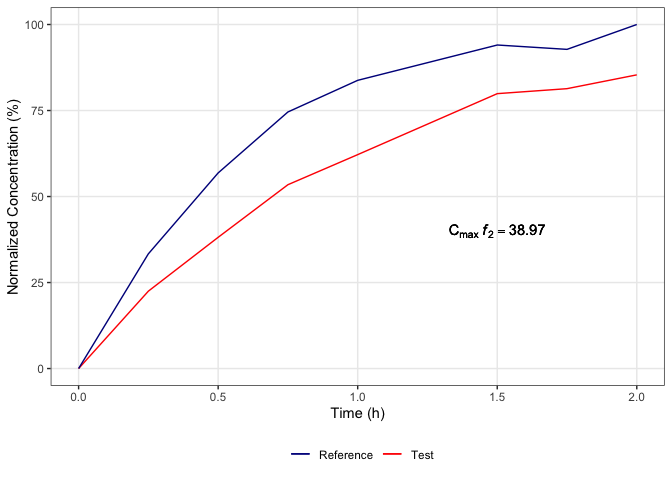 Normalized Concentration (%)
100
75
50
25
0
Cmax f2 = 38.97
0.0 0.5 1.0 1.5 2.0
Time (h)
Reference Test